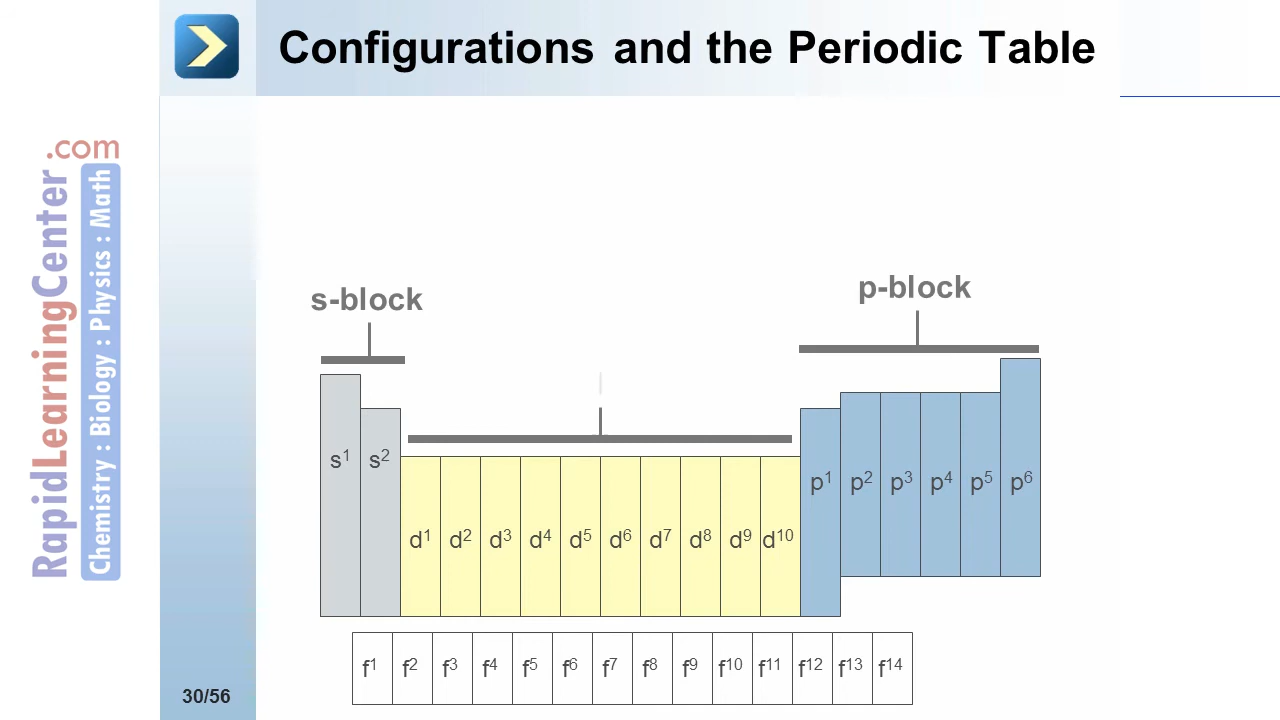 Configurations and the Periodic Table
RapidLearningCenter.com
Chemistry : Biology : Physics : Math
s-block
p-block
s¹ s²
d¹ d² d³ d⁴ d⁵ d⁶ d⁷ d⁸ d⁹ d¹⁰
p¹ p² p³ p⁴ p⁵ p⁶
f¹ f² f³ f⁴ f⁵ f⁶ f⁷ f⁸ f⁹ f¹⁰ f¹¹ f¹² f¹³ f¹⁴
30/56